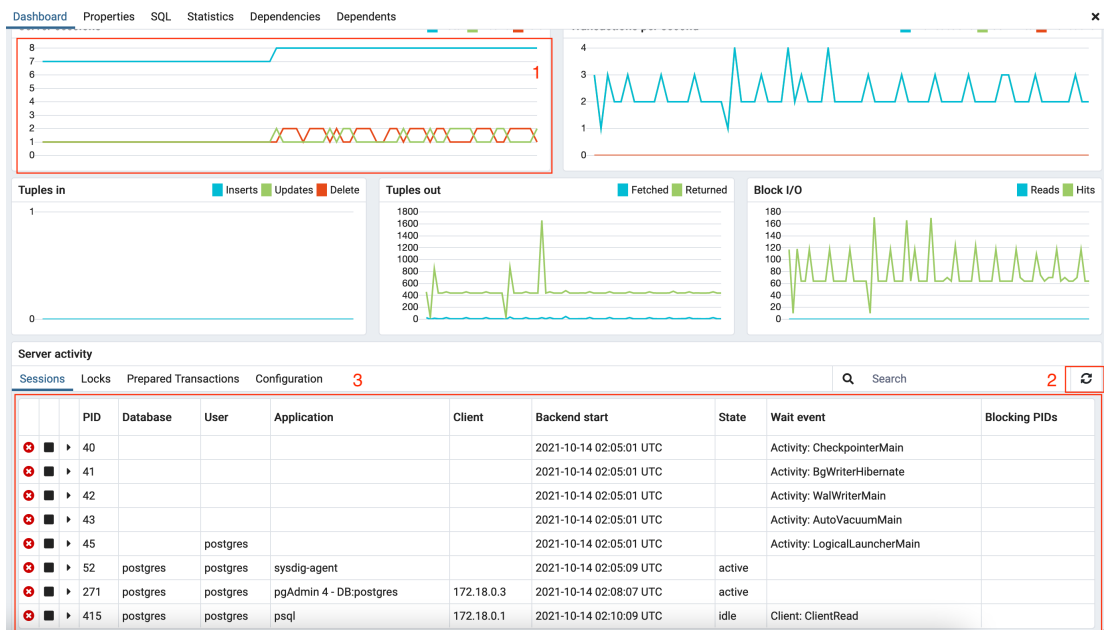 Dashboard Properties SQL Statistics Dependencies Dependents
8
7
6
5
4
3
2
1
0
1
4
3
2
1
0
Tuples in Inserts Updates Delete
1
0
Tuples out Fetched Returned
1800
1600
1400
1200
1000
800
600
400
200
0
Block I/O Reads Hits
180
160
140
120
100
80
60
40
20
0
Server activity
Sessions Locks Prepared Transactions Configuration 3 Search 2
PID Database User Application Client Backend start State Wait event Blocking PIDs
40 2021-10-14 02:05:01 UTC Activity: CheckpointerMain
41 2021-10-14 02:05:01 UTC Activity: BgWriterHibernate
42 2021-10-14 02:05:01 UTC Activity: WalWriterMain
43 2021-10-14 02:05:01 UTC Activity: AutoVacuumMain
45 postgres 2021-10-14 02:05:01 UTC Activity: LogicalLauncherMain
52 postgres postgres sysdig-agent 2021-10-14 02:05:09 UTC active
271 postgres postgres pgAdmin 4 - DB:postgres 172.18.0.3 2021-10-14 02:08:07 UTC active
415 postgres postgres psql 172.18.0.1 2021-10-14 02:10:09 UTC idle Client: ClientRead